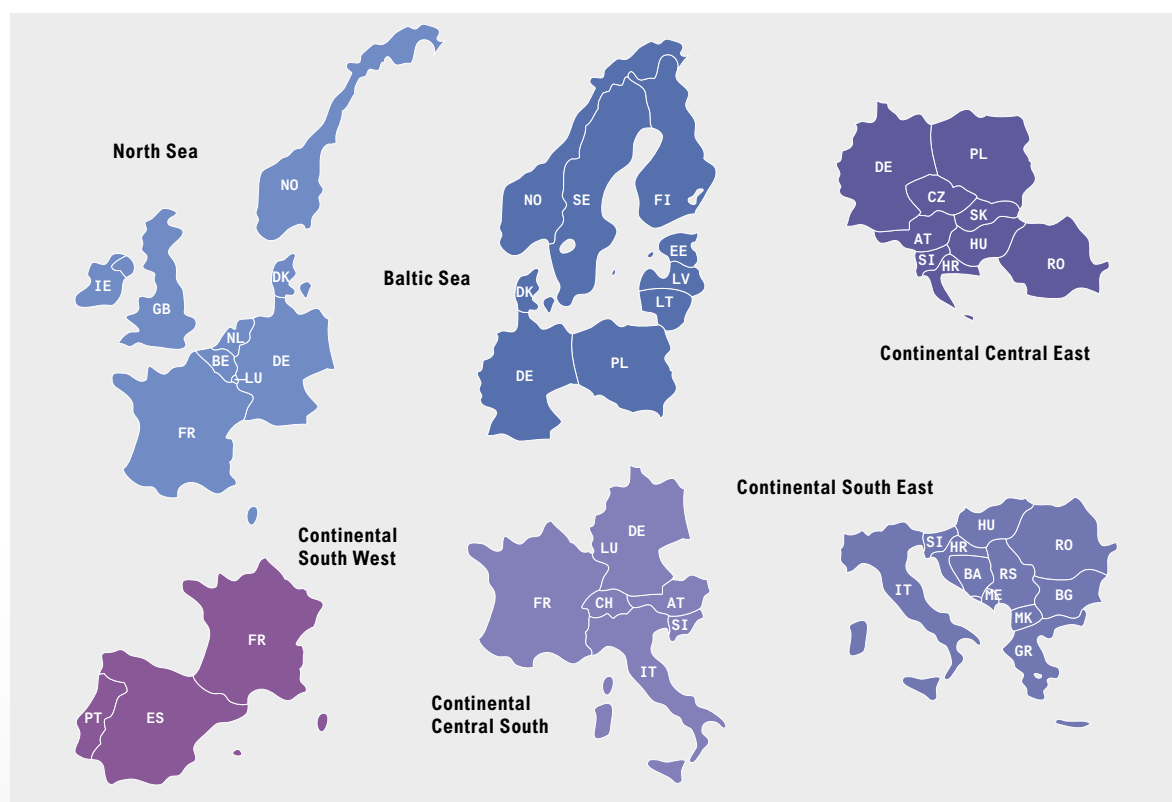 North Sea
NO
IE
GB
DK
NL
BE
DE
LU
FR
Baltic Sea
NO
SE
FI
EE
LV
LT
DK
DE
PL
Continental Central East
DE
PL
CZ
SK
AT
HU
SI
HR
RO
Continental
South West
FR
PT
ES
Continental
Central South
DE
LU
FR
CH
AT
SI
IT
Continental South East
HU
SI
HR
RO
BA
RS
IT
ME
BG
MK
GR